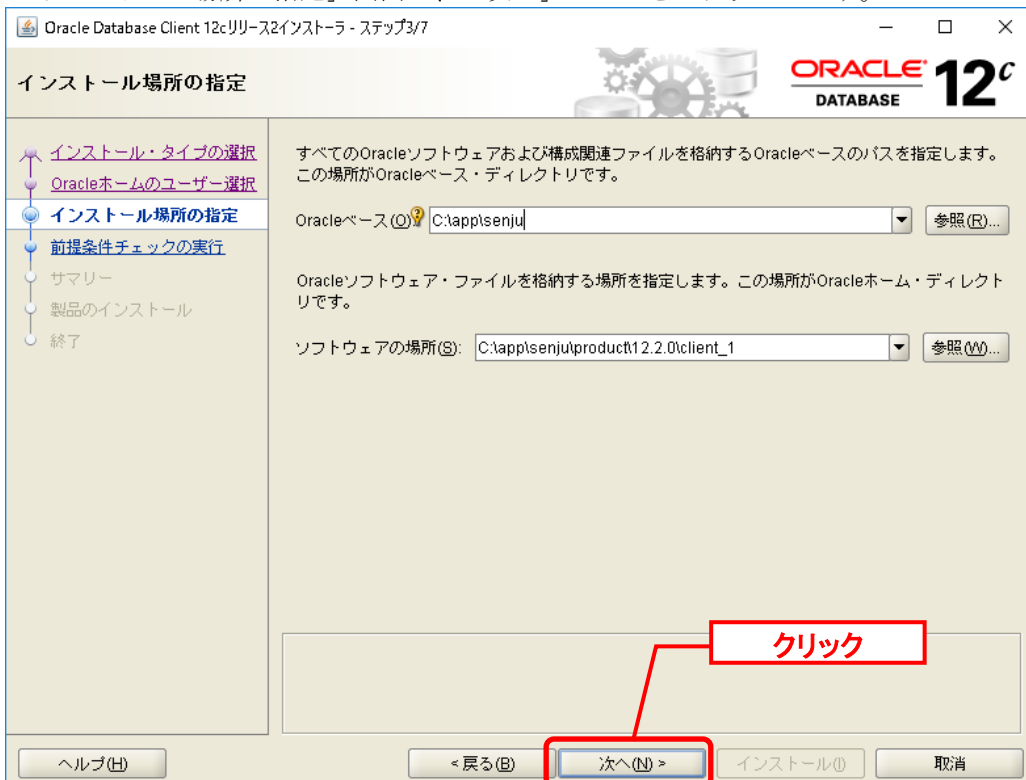 Oracle Database Client 12cリリース2インストーラ - ステップ3/7
インストール場所の指定
ORACLE
DATABASE
12c
インストール・タイプの選択
Oracleホームのユーザー選択
インストール場所の指定
前提条件チェックの実行
サマリー
製品のインストール
終了
すべてのOracleソフトウェアおよび構成関連ファイルを格納するOracleベースのパスを指定します。
この場所がOracleベース・ディレクトリです。
Oracleベース(O) C:\app\senju
参照(R)...
Oracleソフトウェア・ファイルを格納する場所を指定します。この場所がOracleホーム・ディレクト
リです。
ソフトウェアの場所(S): C:\app\senju\product\12.2.0\client_1
参照(W)...
クリック
ヘルプ(H)
< 戻る(B)
次へ(N) >
インストール(I)
取消